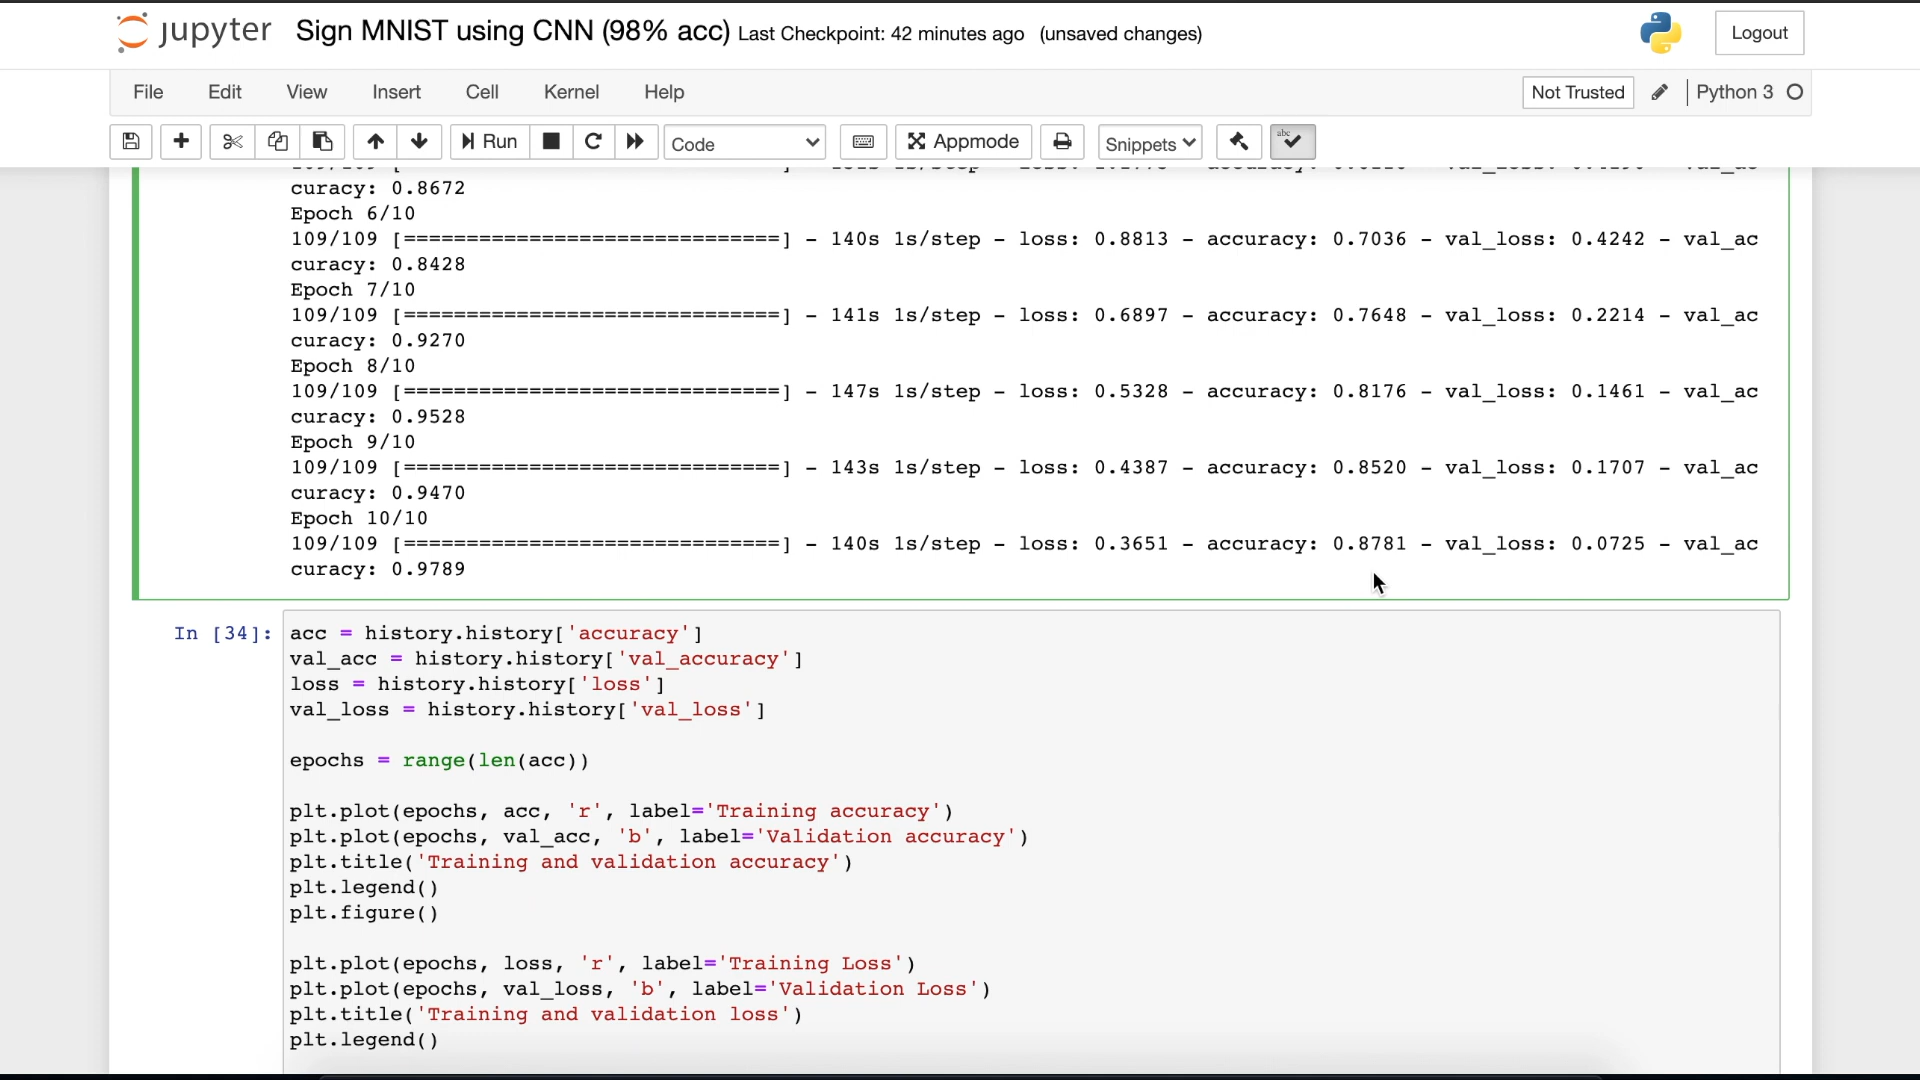 jupyter Sign MNIST using CNN (98% acc) Last Checkpoint: 42 minutes ago (unsaved changes) Logout
File Edit View Insert Cell Kernel Help Not Trusted Python 3
Run Code Appmode Snippets abc
curacy: 0.8672
Epoch 6/10
109/109 [==============================] - 140s 1s/step - loss: 0.8813 - accuracy: 0.7036 - val_loss: 0.4242 - val_ac
curacy: 0.8428
Epoch 7/10
109/109 [==============================] - 141s 1s/step - loss: 0.6897 - accuracy: 0.7648 - val_loss: 0.2214 - val_ac
curacy: 0.9270
Epoch 8/10
109/109 [==============================] - 147s 1s/step - loss: 0.5328 - accuracy: 0.8176 - val_loss: 0.1461 - val_ac
curacy: 0.9528
Epoch 9/10
109/109 [==============================] - 143s 1s/step - loss: 0.4387 - accuracy: 0.8520 - val_loss: 0.1707 - val_ac
curacy: 0.9470
Epoch 10/10
109/109 [==============================] - 140s 1s/step - loss: 0.3651 - accuracy: 0.8781 - val_loss: 0.0725 - val_ac
curacy: 0.9789
In [34]: acc = history.history['accuracy']
val_acc = history.history['val_accuracy']
loss = history.history['loss']
val_loss = history.history['val_loss']
epochs = range(len(acc))
plt.plot(epochs, acc, 'r', label='Training accuracy')
plt.plot(epochs, val_acc, 'b', label='Validation accuracy')
plt.title('Training and validation accuracy')
plt.legend()
plt.figure()
plt.plot(epochs, loss, 'r', label='Training Loss')
plt.plot(epochs, val_loss, 'b', label='Validation Loss')
plt.title('Training and validation loss')
plt.legend()